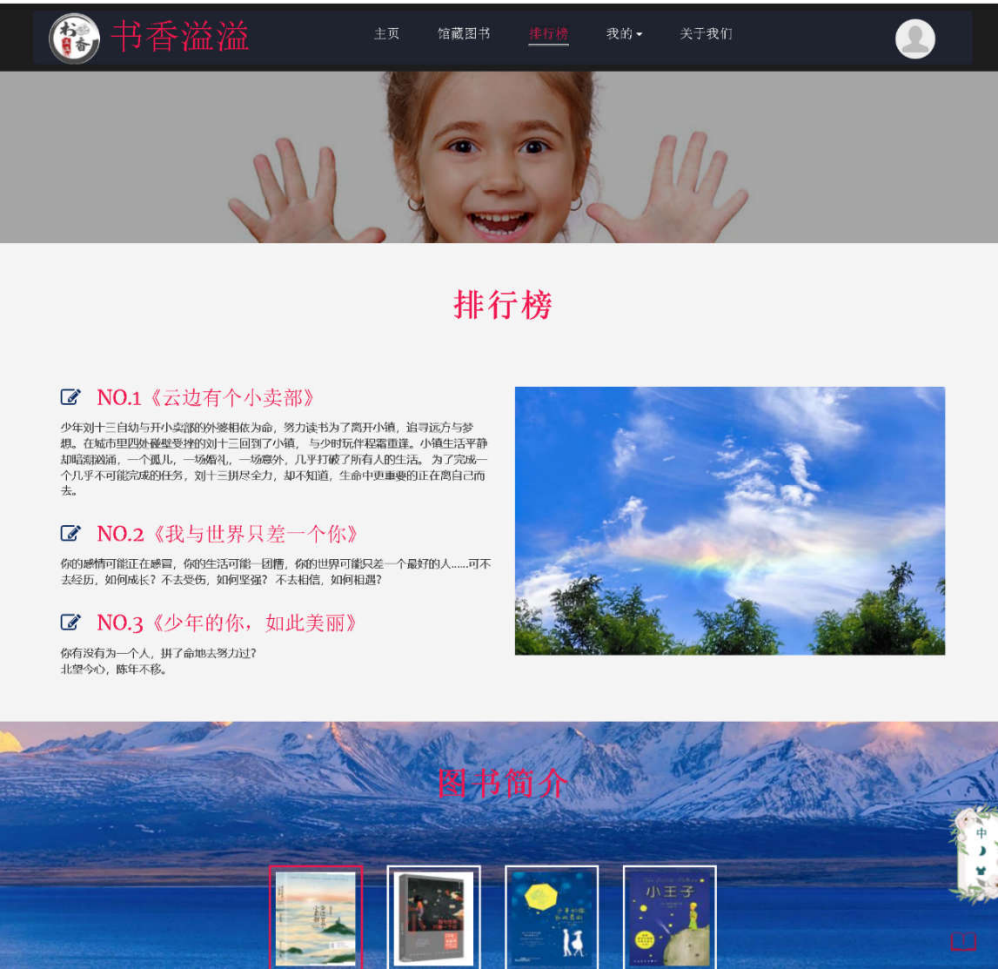 书香溢溢
主页 馆藏图书 排行榜 我的 关于我们
排行榜
NO.1《云边有个小卖部》
少年刘十三自幼与开小卖部的外婆相依为命，努力读书为了离开小镇，追寻远方与梦
想。在城市里四处碰壁受挫的刘十三回到了小镇， 与少时玩伴程霜重逢。小镇生活平静
却暗潮汹涌，一个孤儿，一场婚礼，一场意外，几乎打破了所有人的生活。 为了完成一
个几乎不可能完成的任务，刘十三拼尽全力，却不知道，生命中更重要的正在离自己而
去。
NO.2《我与世界只差一个你》
你的感情可能正在感冒，你的生活可能一团糟，你的世界可能只差一个最好的人......可不
去经历，如何成长？不去受伤，如何坚强？ 不去相信，如何相遇？
NO.3《少年的你，如此美丽》
你有没有为一个人，拼了命地去努力过？
北望今心，陈年不移。
图书简介
中
小王子